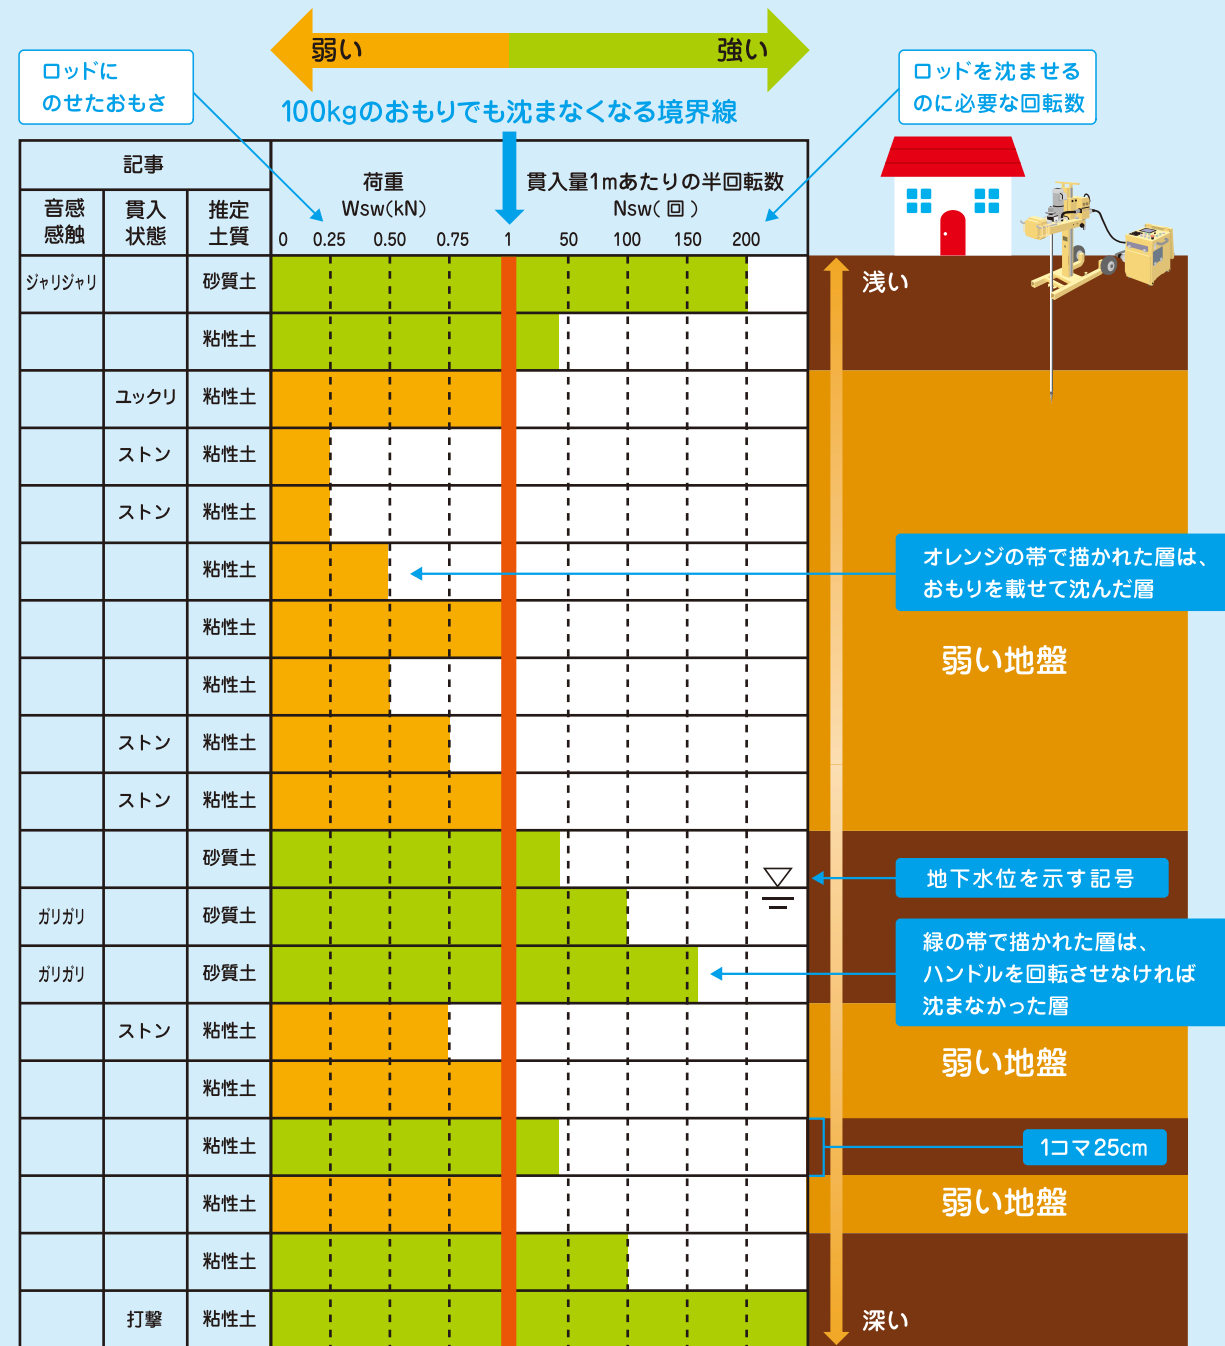 弱い
強い
ロッドに
のせたおもさ
ロッドを沈ませる
のに必要な回転数
100kgのおもりでも沈まなくなる境界線
記事
荷重
Wsw(kN)
貫入量1mあたりの半回転数
Nsw(回)
音感
感触
貫入
状態
推定
土質
0 0.25 0.50 0.75 1 50 100 150 200
ジャリジャリ 砂質土
浅い
粘性土
ユックリ 粘性土
ストン 粘性土
ストン 粘性土
粘性土
オレンジの帯で描かれた層は、
おもりを載せて沈んだ層
粘性土
弱い地盤
粘性土
ストン 粘性土
ストン 粘性土
砂質土
地下水位を示す記号
ガリガリ 砂質土
緑の帯で描かれた層は、
ハンドルを回転させなければ
沈まなかった層
ガリガリ 砂質土
ストン 粘性土
弱い地盤
粘性土
粘性土
1コマ25cm
粘性土
弱い地盤
粘性土
打撃 粘性土
深い